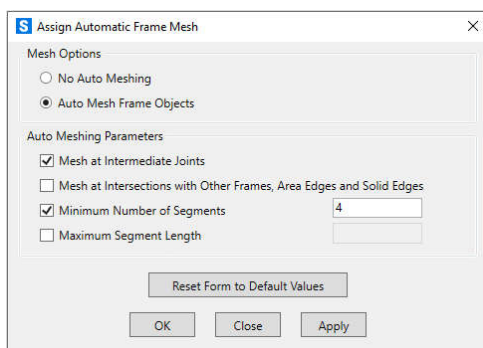 S Assign Automatic Frame Mesh
Mesh Options
No Auto Meshing
Auto Mesh Frame Objects
Auto Meshing Parameters
Mesh at Intermediate Joints
Mesh at Intersections with Other Frames, Area Edges and Solid Edges
Minimum Number of Segments 4
Maximum Segment Length
Reset Form to Default Values
OK Close Apply